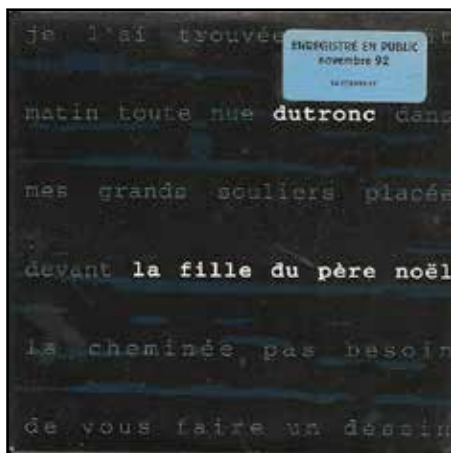 je l'ai trouvée
ENREGISTRÉ EN PUBLIC
novembre 92
matin toute nue dutronc dans
mes grands souliers placée
devant la fille du père noël
la cheminée pas besoin
de vous faire un dessin